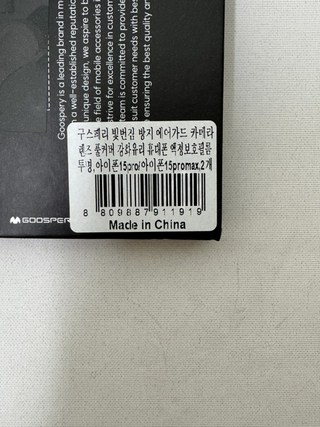 Goospery is a leading brand in m
a well-established reputation
unique design, we aspire to b
e field of mobile accessories
strive for excellence in custom
team is committed to provide
suit customer needs with bes
ensuring the best quality an
구스페리 빛번짐 방지 에어가드 카메라
렌즈 풀커버 강화유리 휴대폰 액정보호필름
투명,아이폰15pro/아이폰15promax,2개
8 809887 911919
Made in China
GOOSPER